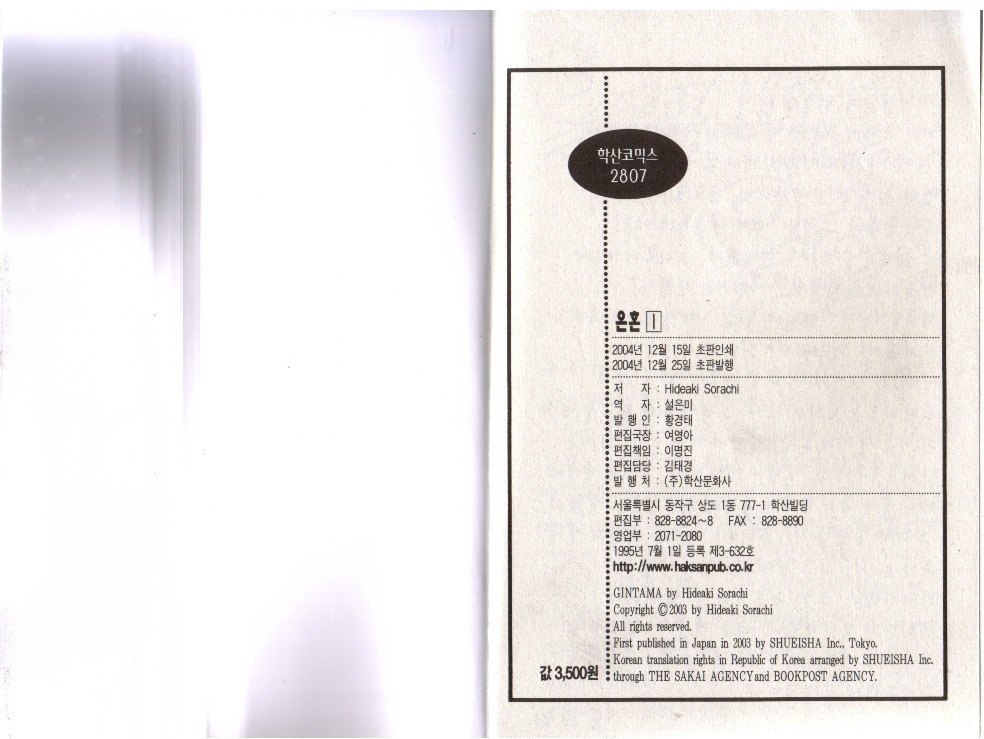 학산코믹스
2807
은혼 1
2004년 12월 15일 초판인쇄
2004년 12월 25일 초판발행
저 자 : Hideaki Sorachi
역 자 : 설은미
발 행 인 : 황경태
편집국장 : 여영아
편집책임 : 이명진
편집담당 : 김태경
발 행 처 : (주)학산문화사
서울특별시 동작구 상도 1동 777-1 학산빌딩
편집부 : 828-8824~8 FAX : 828-8890
영업부 : 2071-2080
1995년 7월 1일 등록 제3-632호
http://www.haksanpub.co.kr
GINTAMA by Hideaki Sorachi
Copyright ©2003 by Hideaki Sorachi
All rights reserved.
First published in Japan in 2003 by SHUEISHA Inc., Tokyo.
Korean translation rights in Republic of Korea arranged by SHUEISHA Inc.
through THE SAKAI AGENCY and BOOKPOST AGENCY.
값 3,500원